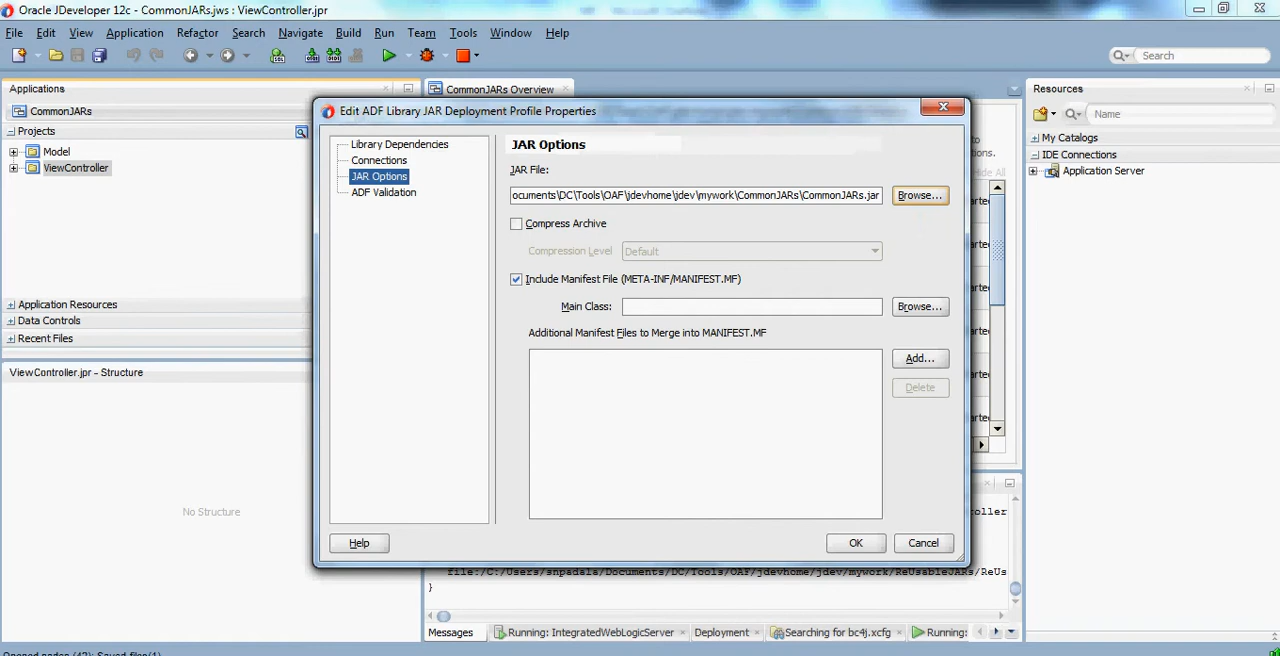 Oracle JDeveloper 12c - CommonJARs.jws : ViewController.jpr
File Edit View Application Refactor Search Navigate Build Run Team Tools Window Help
Search
Applications
CommonJARs Overview
Resources
CommonJARs
Name
Projects
Model
ViewController
My Catalogs
IDE Connections
Application Server
Edit ADF Library JAR Deployment Profile Properties
Library Dependencies
Connections
JAR Options
ADF Validation
JAR Options
JAR File:
ocuments\DC\Tools\OAF\jdevhome\jdev\mywork\CommonJARs\CommonJARs.jar Browse...
Compress Archive
Compression Level Default
Include Manifest File (META-INF/MANIFEST.MF)
Main Class: Browse...
Additional Manifest Files to Merge into MANIFEST.MF
Add...
Delete
Help OK Cancel
Application Resources
Data Controls
Recent Files
ViewController.jpr - Structure
No Structure
file:/C:/Users/snpadala/Documents/DC/Tools/OAF/jdevhome/jdev/mywork/ReUsableJARs/ReUs
}
Messages Running: IntegratedWebLogicServer Deployment Searching for bc4j.xcfg Running: